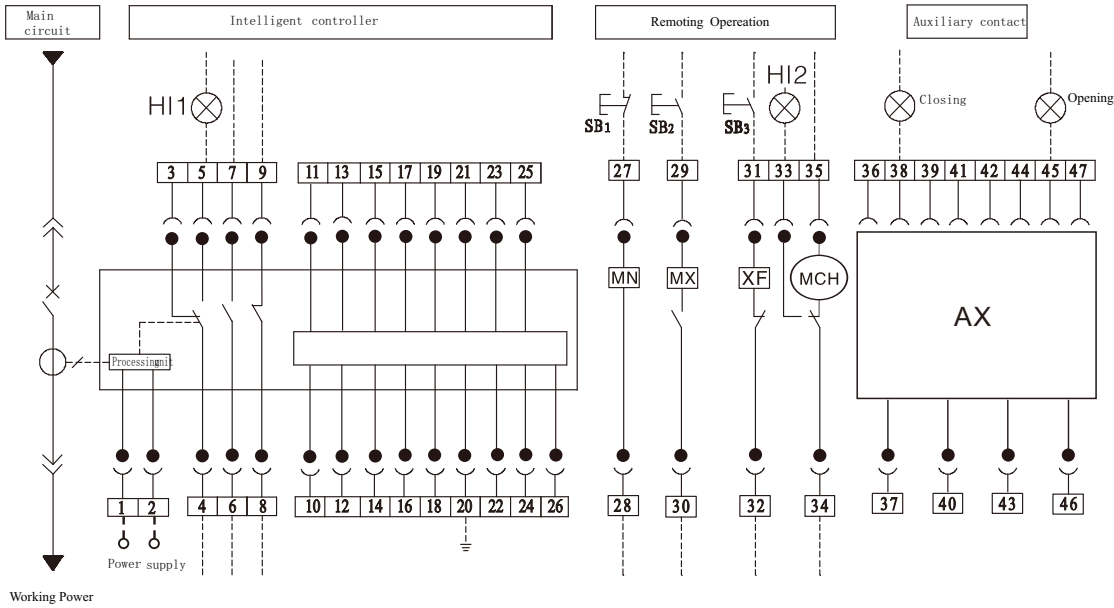 Main
circuit
Intelligent controller
Remoting Opereation
Auxiliary contact
HI1
HI2
SB1
SB2
SB3
Closing
Opening
3 5 7 9
11 13 15 17 19 21 23 25
27
29
31 33 35
36 38 39 41 42 44 45 47
MN
MX
XF
MCH
AX
Processing unit
1 2
4 6 8
10 12 14 16 18 20 22 24 26
28
30
32
34
37
40
43
46
Power supply
Working Power